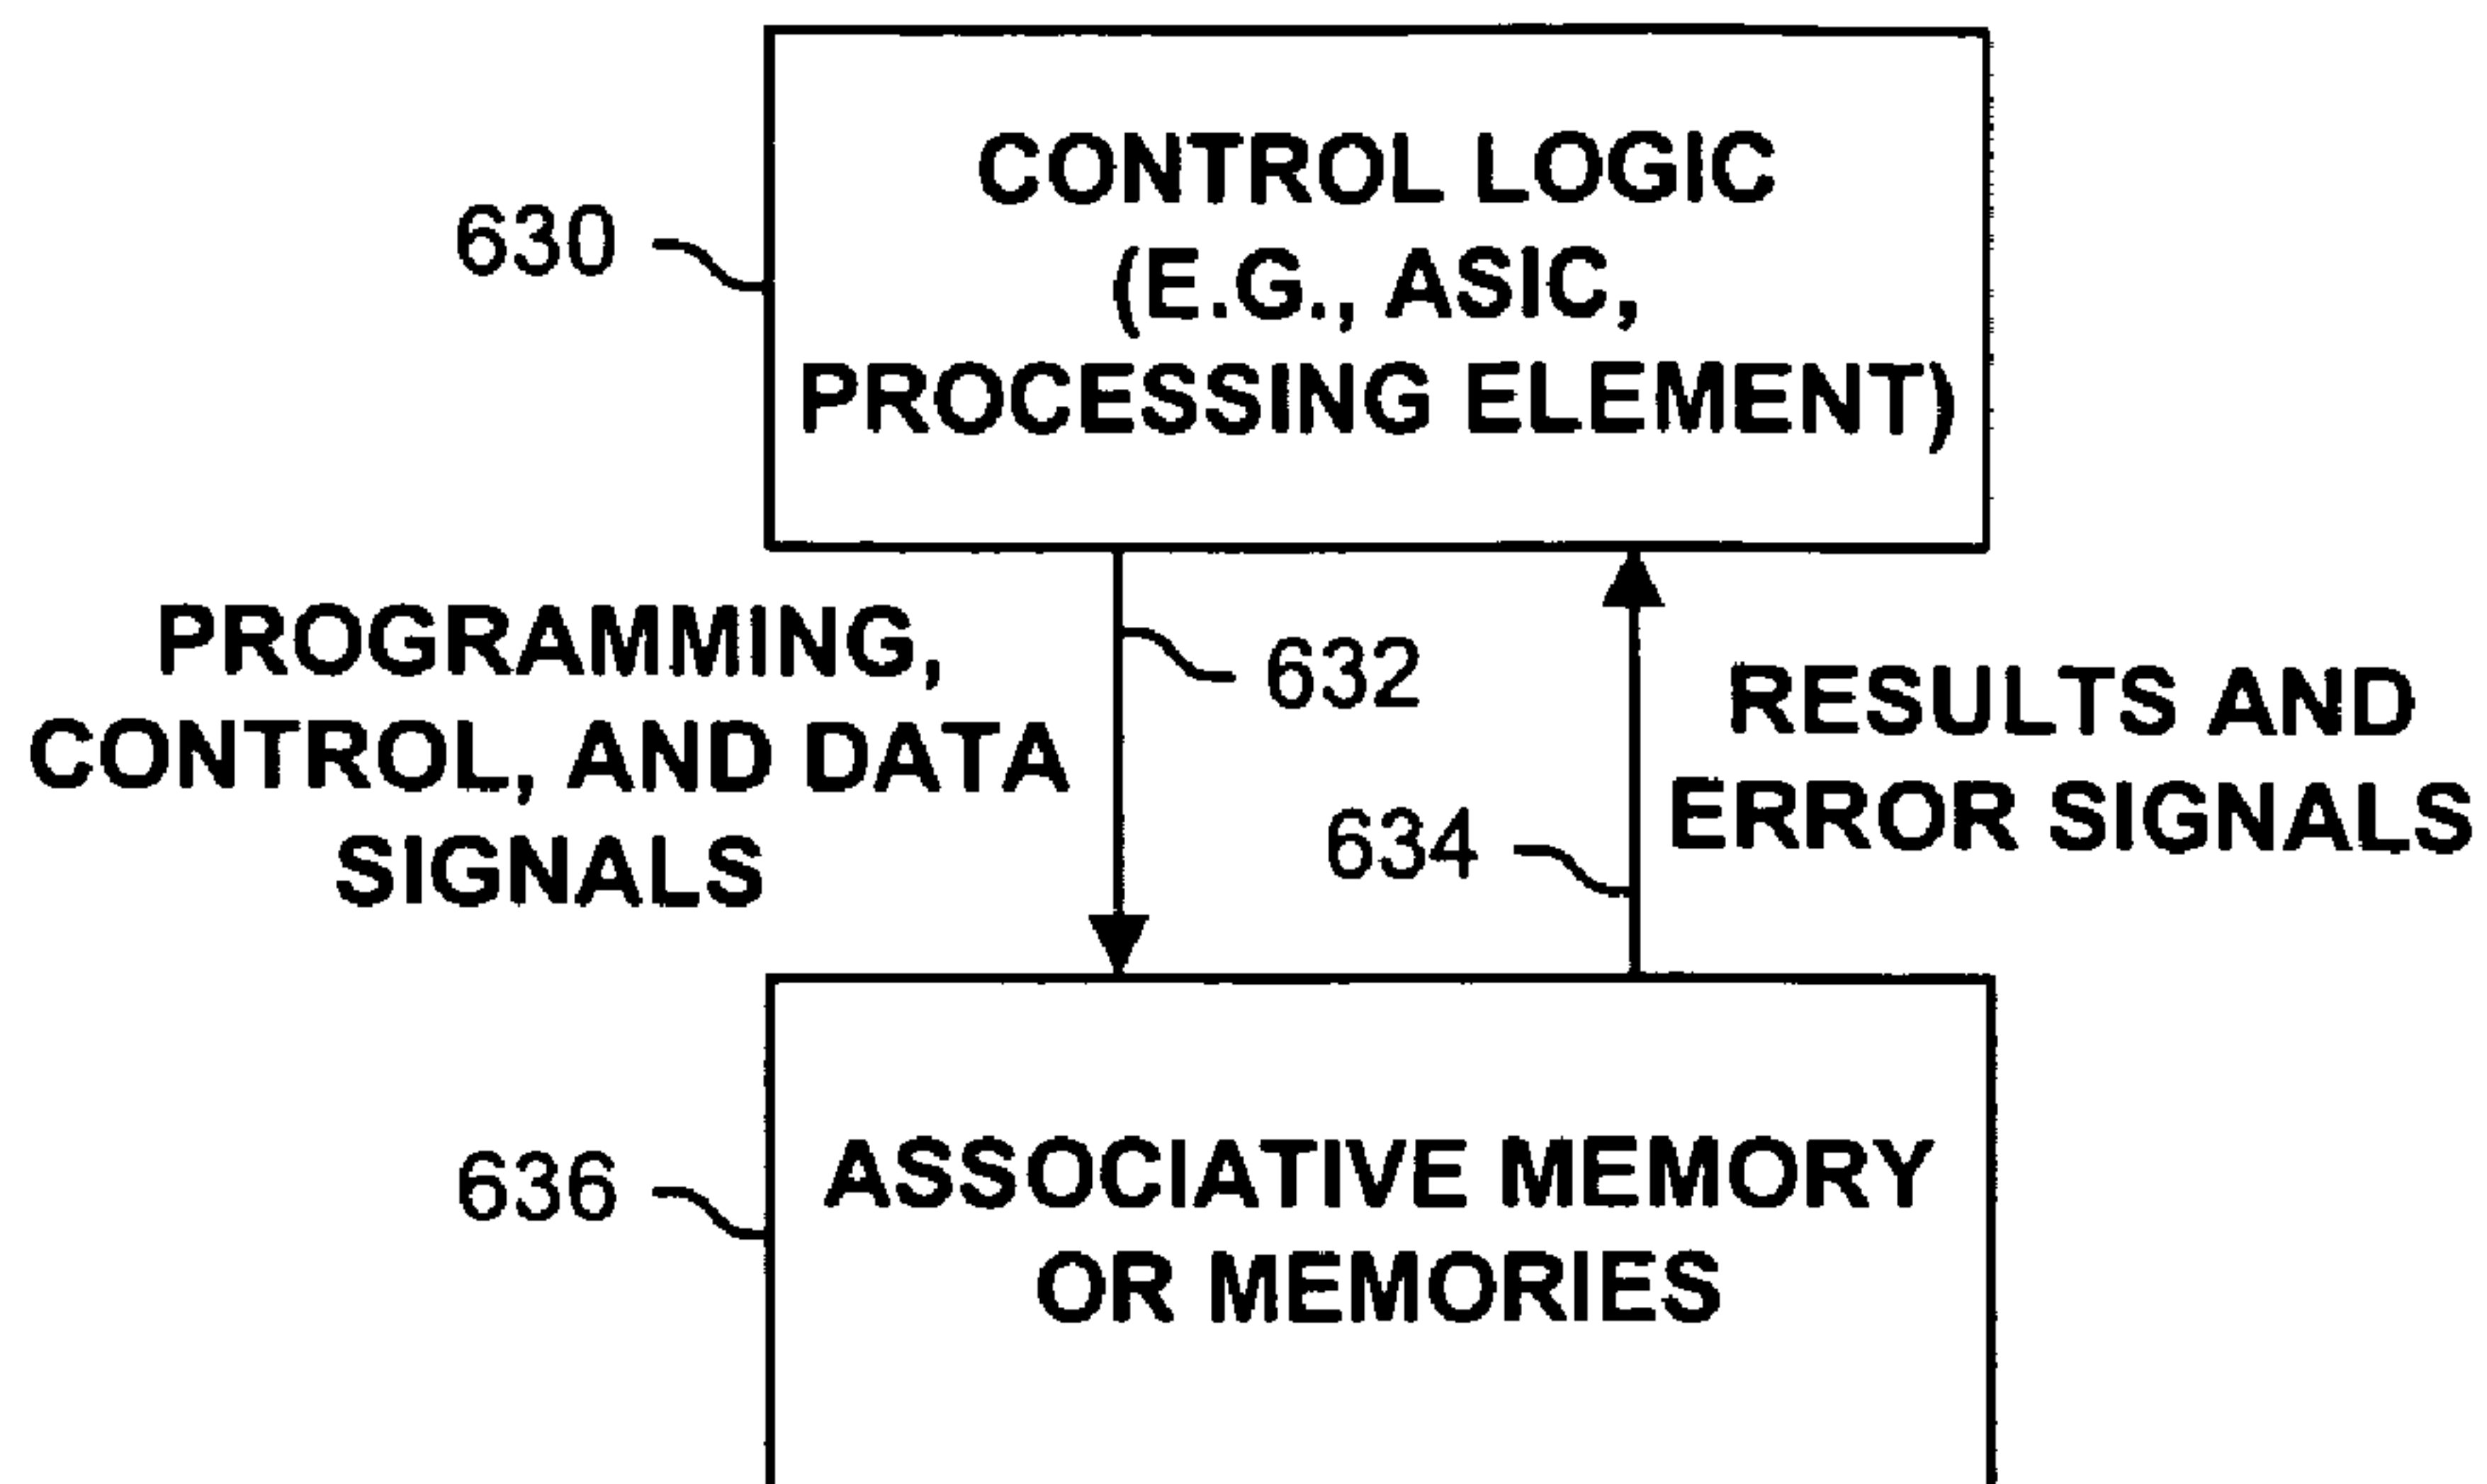 CONTROL LOGIC
(E.G., ASIC,
PROCESSING ELEMENT)
630
PROGRAMMING,
CONTROL, AND DATA
SIGNALS
632
634
RESULTS AND
ERROR SIGNALS
636
ASSOCIATIVE MEMORY
OR MEMORIES